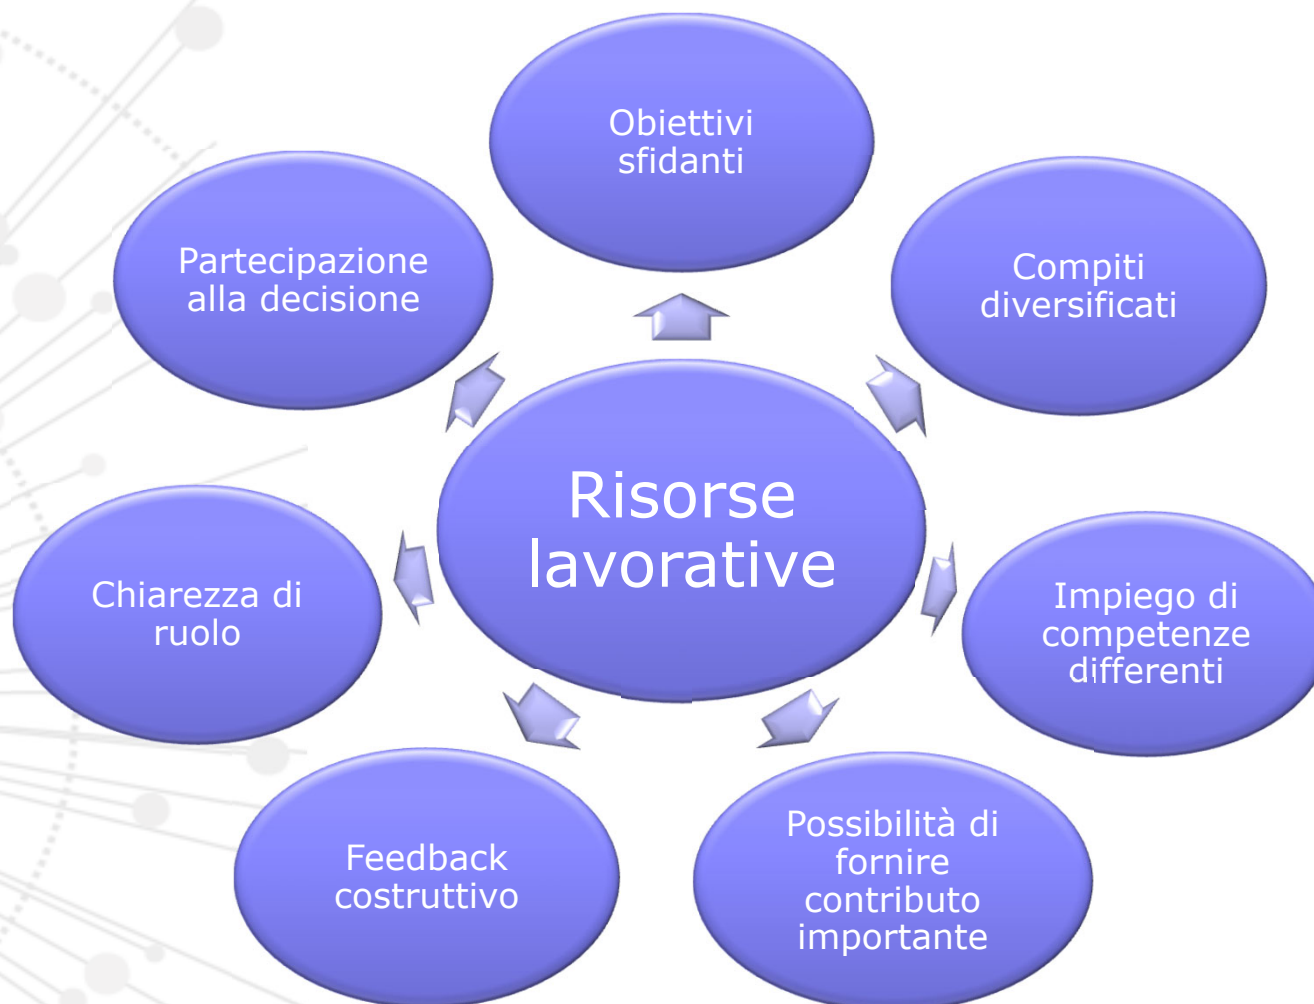 Obiettivi
sfidanti
Partecipazione
alla decisione
Compiti
diversificati
Risorse
lavorative
Chiarezza di
ruolo
Impiego di
competenze
differenti
Feedback
costruttivo
Possibilità di
fornire
contributo
importante